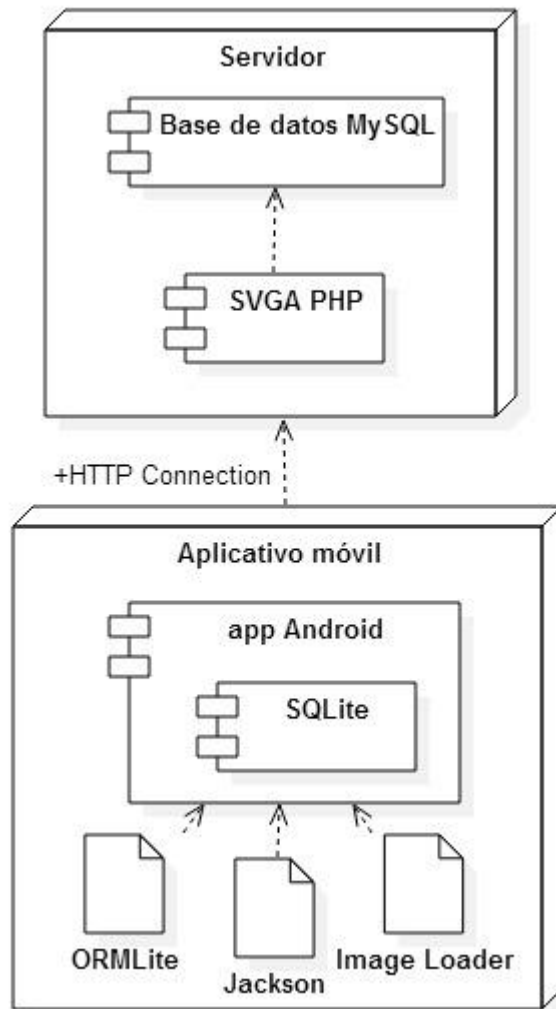 Servidor
Base de datos MySQL
SVGA PHP
+HTTP Connection
Aplicativo móvil
app Android
SQLite
ORMLite
Jackson
Image Loader